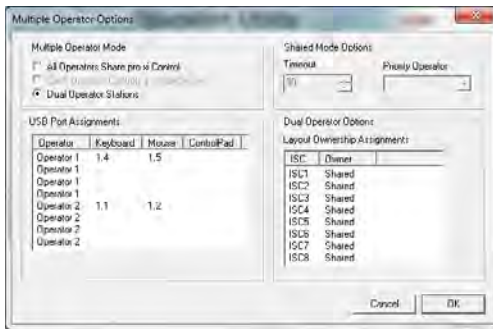 Multiple Operator Options
Multiple Operator Mode
All Operators Share pro xi Control
Dual Operator Stations
Shared Mode Options
Timeout
Priority Operator
USB Port Assignments
Operator Keyboard Mouse ControlPad
Operator 1 1.4 1.5
Operator 1
Operator 1
Operator 1
Operator 2 1.1 1.2
Operator 2
Operator 2
Operator 2
Dual Operator Options
Layout Ownership Assignments
ISC Owner
ISC1 Shared
ISC2 Shared
ISC3 Shared
ISC4 Shared
ISC5 Shared
ISC6 Shared
ISC7 Shared
ISC8 Shared
Cancel
OK